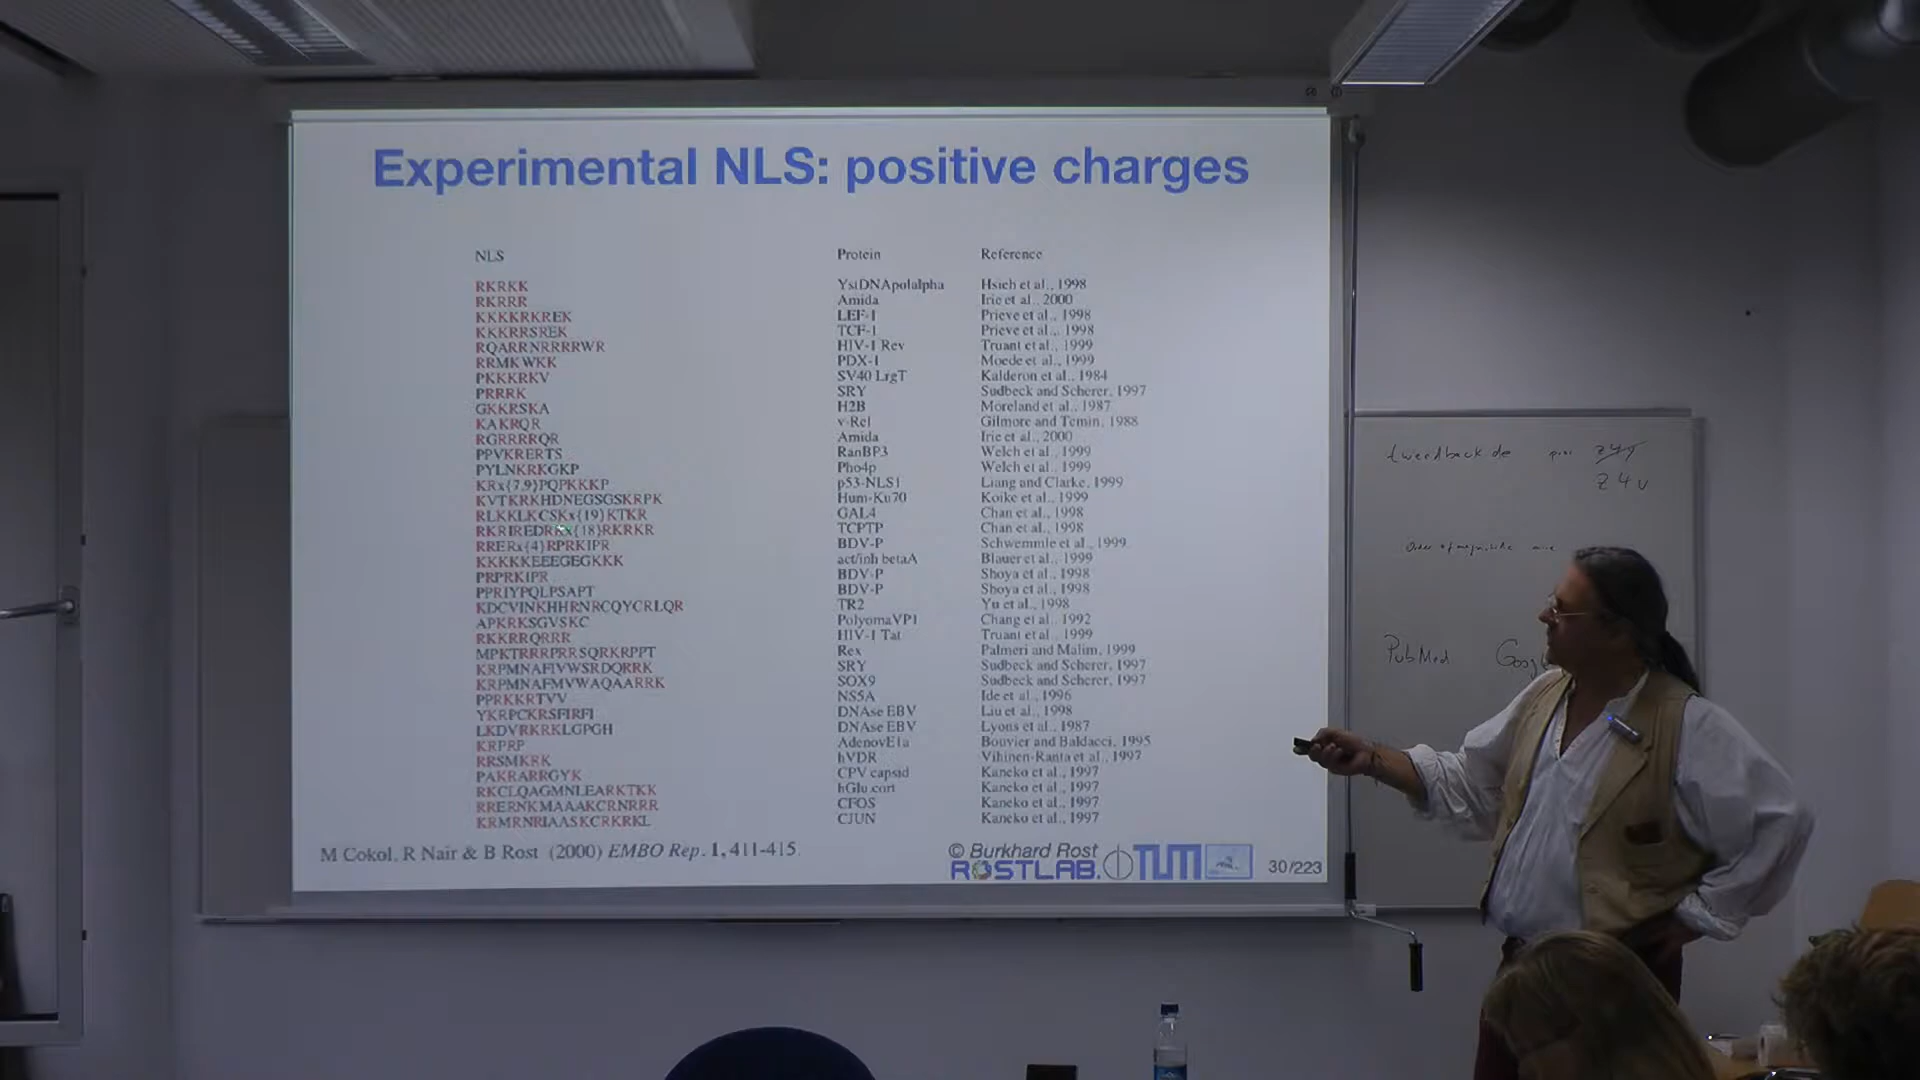 Experimental NLS: positive charges
NLS Protein Reference
RKRKK YstDNApolalpha Hsieh et al., 1998
RKRRR Amida Irie et al., 2000
KKKKRKREK LEF-1 Prieve et al., 1998
KKKRRSREK TCF-1 Prieve et al., 1998
RQARRNRRRRWR HIV-1 Rev Truant et al., 1999
RRMKWKK PDX-1 Moede et al., 1999
PKKKRKV SV40 LrgT Kalderon et al., 1984
PRRRK SRY Sudbeck and Scherer, 1997
GKKRSKA H2B Moreland et al., 1987
KAKRQR v-Rel Gilmore and Temin, 1988
RGRRRRQR Amida Irie et al., 2000
PPVKRERTS RanBP3 Welch et al., 1999
PYLNKRKGKP Pho4p Welch et al., 1999
KRx{7,9}PQPKKKP p53-NLS1 Liang and Clarke, 1999
KVTKRKHDNEGSGSKRPK Hum-Ku70 Koike et al., 1999
RLKKLKCSKx{19}KTKR GAL4 Chan et al., 1998
RKRIREDRKx{18}RKRKR TCPTP Chan et al., 1998
RRERx{4}RPRKIPR BDV-P Schwemmle et al., 1999
KKKKKEEEGEGKKK act/inh betaA Blauer et al., 1999
PRPRKIPR BDV-P Shoya et al., 1998
PPRIYPQLPSAPT BDV-P Shoya et al., 1998
KDCVINKHHRNRCQYCRLQR TR2 Yu et al., 1998
APKRKSGVSKC PolyomaVP1 Chang et al., 1992
RKKRRQRRR HIV-1 Tat Truant et al., 1999
MPKTRRRPRRSQRKRPPT Rex Palmeri and Malim, 1999
KRPMNAFIVWSRDQRRK SRY Sudbeck and Scherer, 1997
KRPMNAFMVWAQAARRK SOX9 Sudbeck and Scherer, 1997
PPRKKRTVV NS5A Ide et al., 1996
YKRPCKRSFIRFI DNAse EBV Liu et al., 1998
LKDVRKRKLGPGH DNAse EBV Lyons et al., 1987
KRPRP AdenovE1a Bouvier and Baldacci, 1995
RRSMKRK hVDR Vihinen-Ranta et al., 1997
PAKRARRGYK CPV capsid Kaneko et al., 1997
RKCLQAGMNLEARKTKK hGlu.cort Kaneko et al., 1997
RRERNKMAAAKCRNRRR CFOS Kaneko et al., 1997
KRMRNRIAASKCRKRKL CJUN Kaneko et al., 1997
M Cokol, R Nair & B Rost (2000) EMBO Rep. 1, 411-415.
© Burkhard Rost
ROSTLAB. TUM 30/223
tweedback.de
Z4V
PubMed